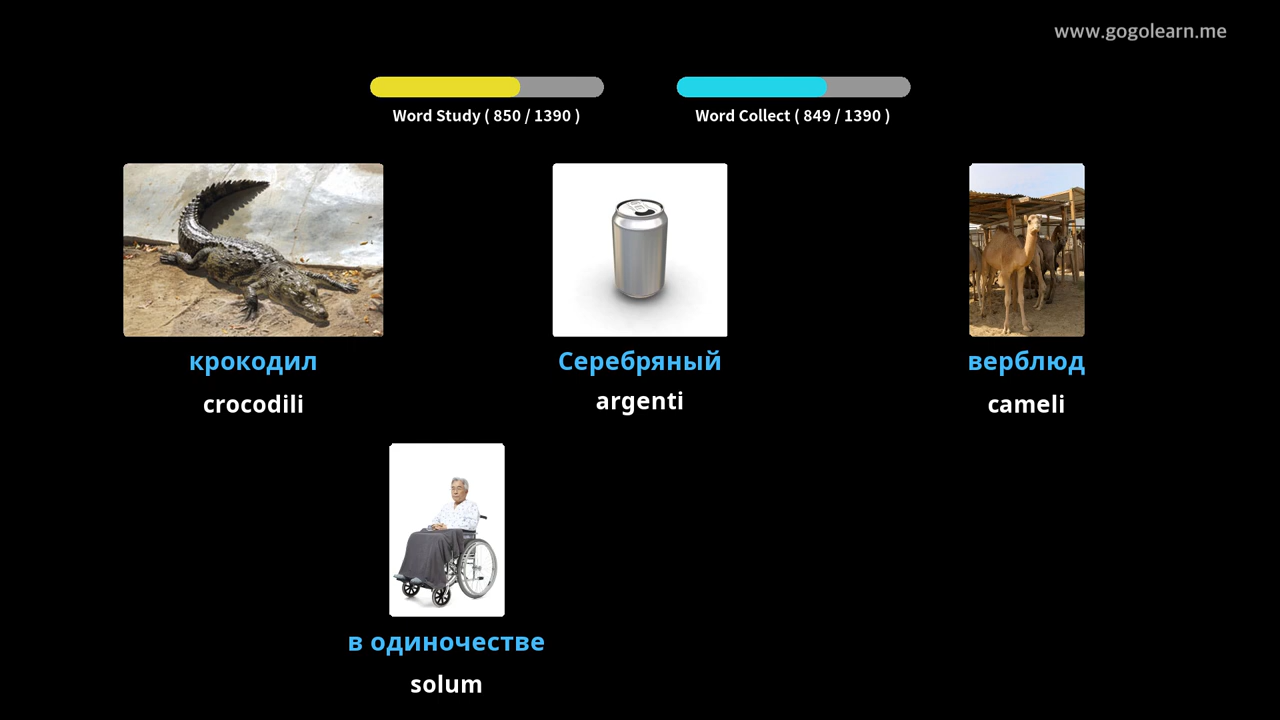 www.gogolearn.me
Word Study ( 850 / 1390 )
Word Collect ( 849 / 1390 )
крокодил
Серебряный
верблюд
crocodili
argenti
cameli
в одиночестве
solum